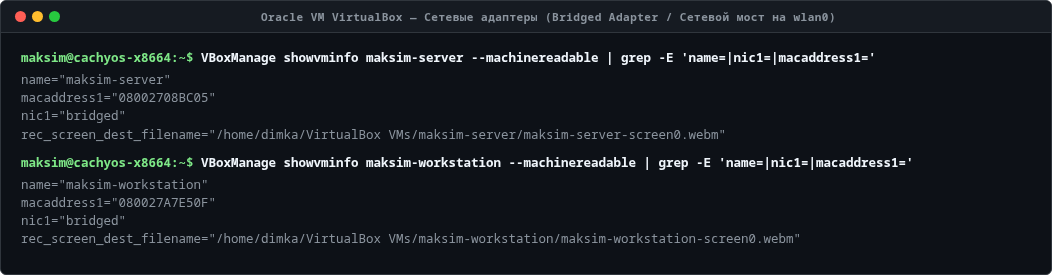 Oracle VM VirtualBox — Сетевые адаптеры (Bridged Adapter / Сетевой мост на wlan0)
maksim@cachyos-x8664:~$ VBoxManage showvminfo maksim-server --machinereadable | grep -E 'name=|nic1=|macaddress1='
name="maksim-server"
macaddress1="08002708BC05"
nic1="bridged"
rec_screen_dest_filename="/home/dimka/VirtualBox VMs/maksim-server/maksim-server-screen0.webm"
maksim@cachyos-x8664:~$ VBoxManage showvminfo maksim-workstation --machinereadable | grep -E 'name=|nic1=|macaddress1='
name="maksim-workstation"
macaddress1="080027A7E50F"
nic1="bridged"
rec_screen_dest_filename="/home/dimka/VirtualBox VMs/maksim-workstation/maksim-workstation-screen0.webm"